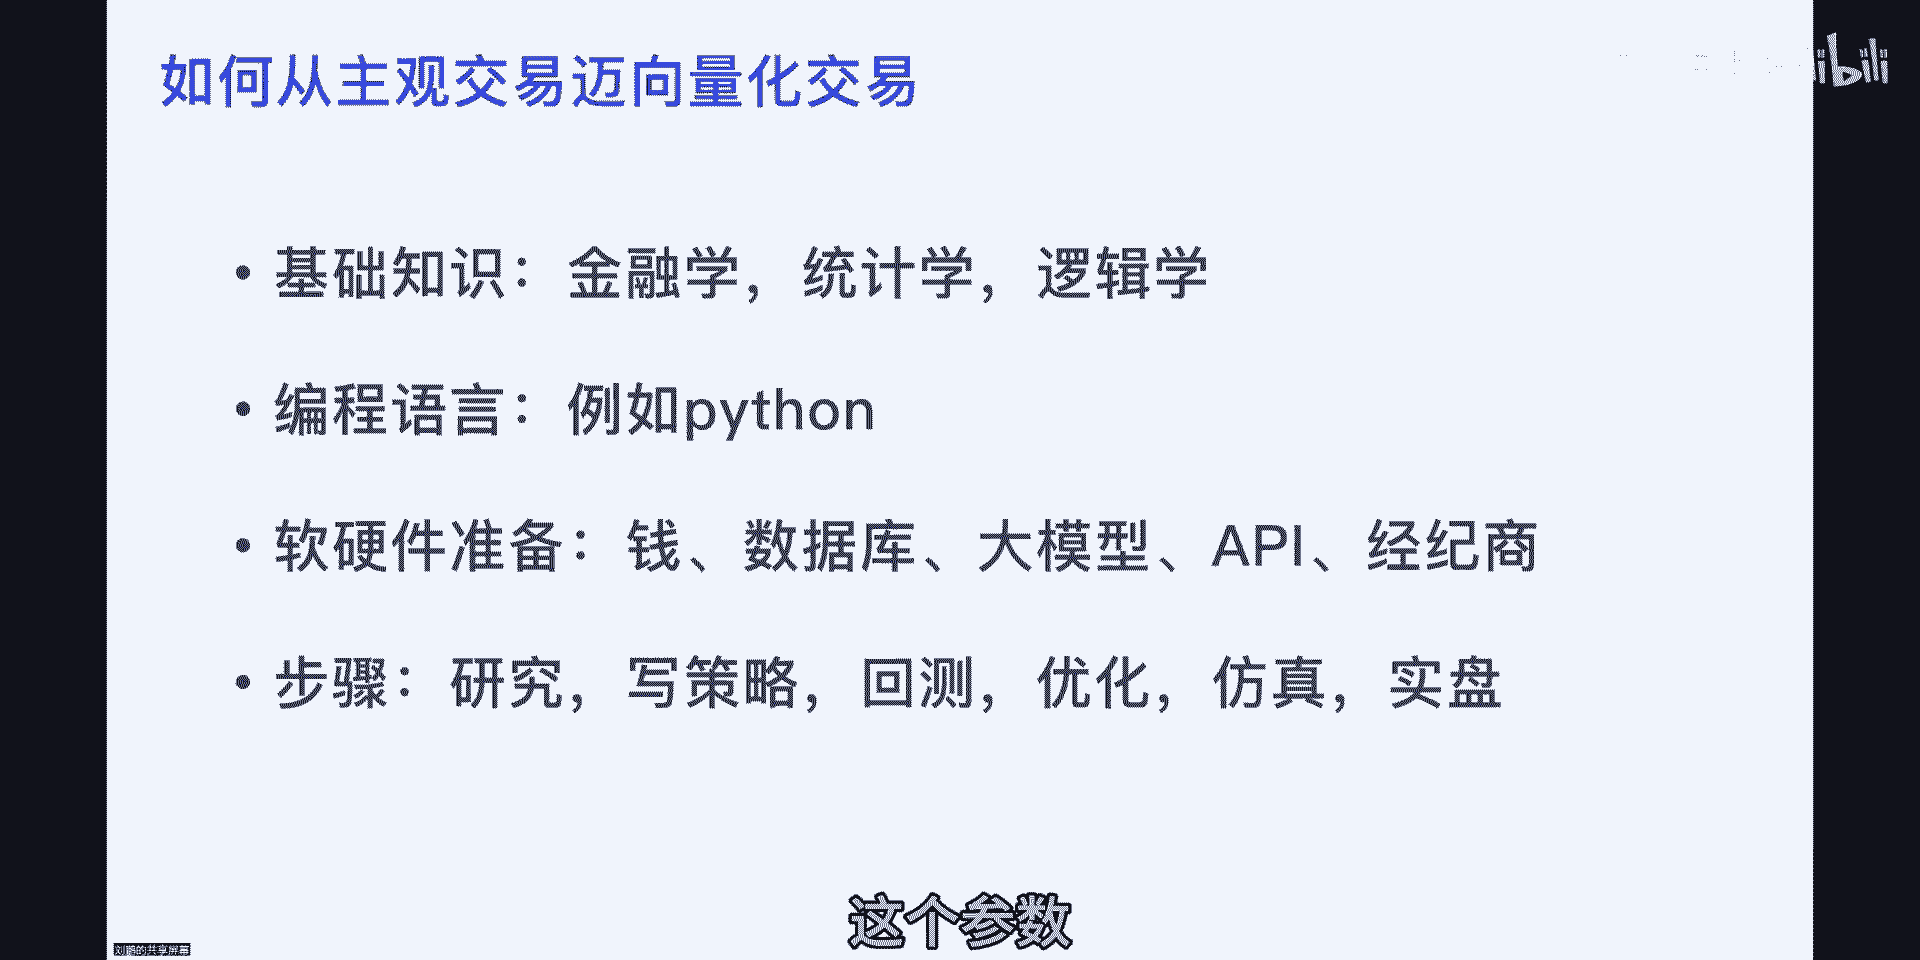 如何从主观交易迈向量化交易
bili
• 基础知识：金融学，统计学，逻辑学
• 编程语言：例如python
• 软硬件准备：钱、数据库、大模型、API、经纪商
• 步骤：研究，写策略，回测，优化，仿真，实盘
这个参数
的共享屏幕